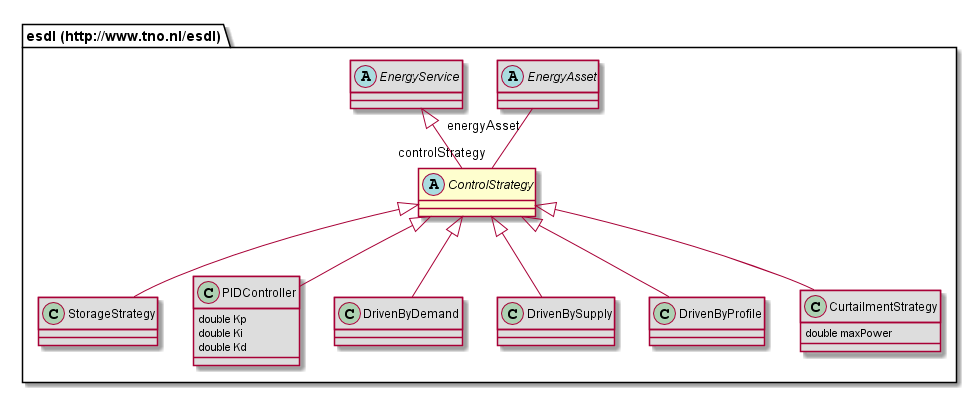 esdl (http://www.tno.nl/esdl)
A EnergyService
A EnergyAsset
energyAsset
controlStrategy
A ControlStrategy
C StorageStrategy
C PIDController
double Kp
double Ki
double Kd
C DrivenByDemand
C DrivenBySupply
C DrivenByProfile
C CurtailmentStrategy
double maxPower